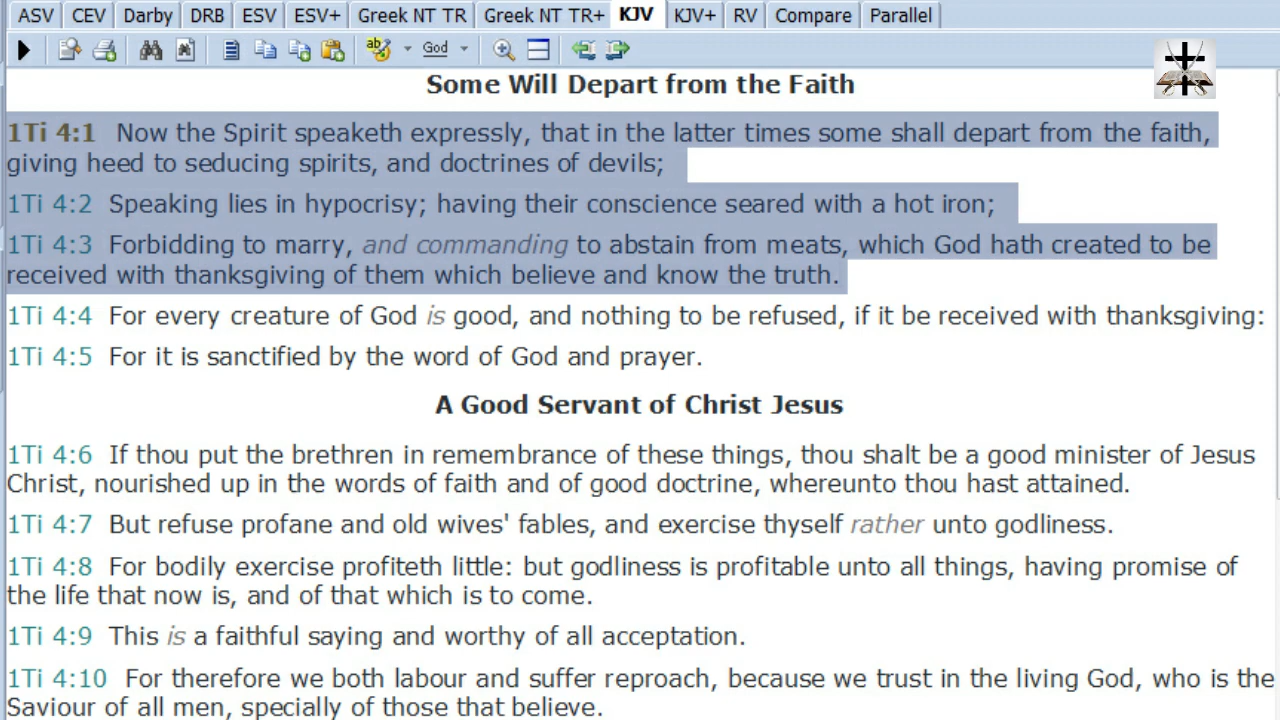 ASV CEV Darby DRB ESV ESV+ Greek NT TR Greek NT TR+ KJV KJV+ RV Compare Parallel
ab God
Some Will Depart from the Faith
1Ti 4:1 Now the Spirit speaketh expressly, that in the latter times some shall depart from the faith,
giving heed to seducing spirits, and doctrines of devils;
1Ti 4:2 Speaking lies in hypocrisy; having their conscience seared with a hot iron;
1Ti 4:3 Forbidding to marry, and commanding to abstain from meats, which God hath created to be
received with thanksgiving of them which believe and know the truth.
1Ti 4:4 For every creature of God is good, and nothing to be refused, if it be received with thanksgiving:
1Ti 4:5 For it is sanctified by the word of God and prayer.
A Good Servant of Christ Jesus
1Ti 4:6 If thou put the brethren in remembrance of these things, thou shalt be a good minister of Jesus
Christ, nourished up in the words of faith and of good doctrine, whereunto thou hast attained.
1Ti 4:7 But refuse profane and old wives' fables, and exercise thyself rather unto godliness.
1Ti 4:8 For bodily exercise profiteth little: but godliness is profitable unto all things, having promise of
the life that now is, and of that which is to come.
1Ti 4:9 This is a faithful saying and worthy of all acceptation.
1Ti 4:10 For therefore we both labour and suffer reproach, because we trust in the living God, who is the
Saviour of all men, specially of those that believe.